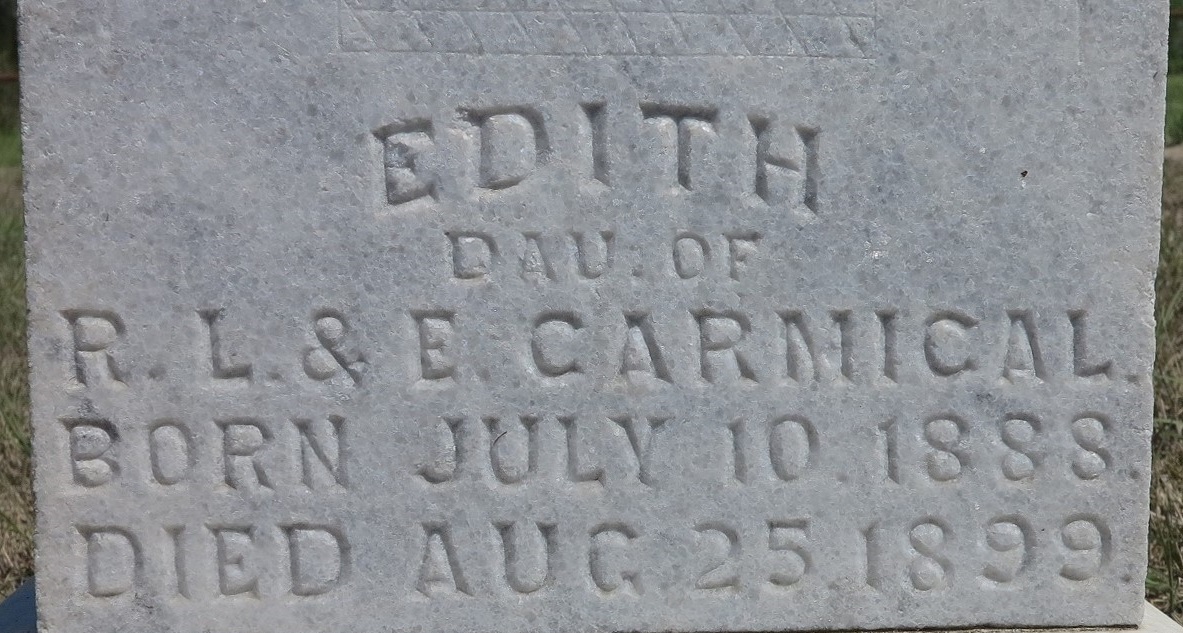 EDITH
DAU. OF
R. L. & E. CARMICAL.
BORN JULY 10. 1888.
DIED AUG. 25. 1899.